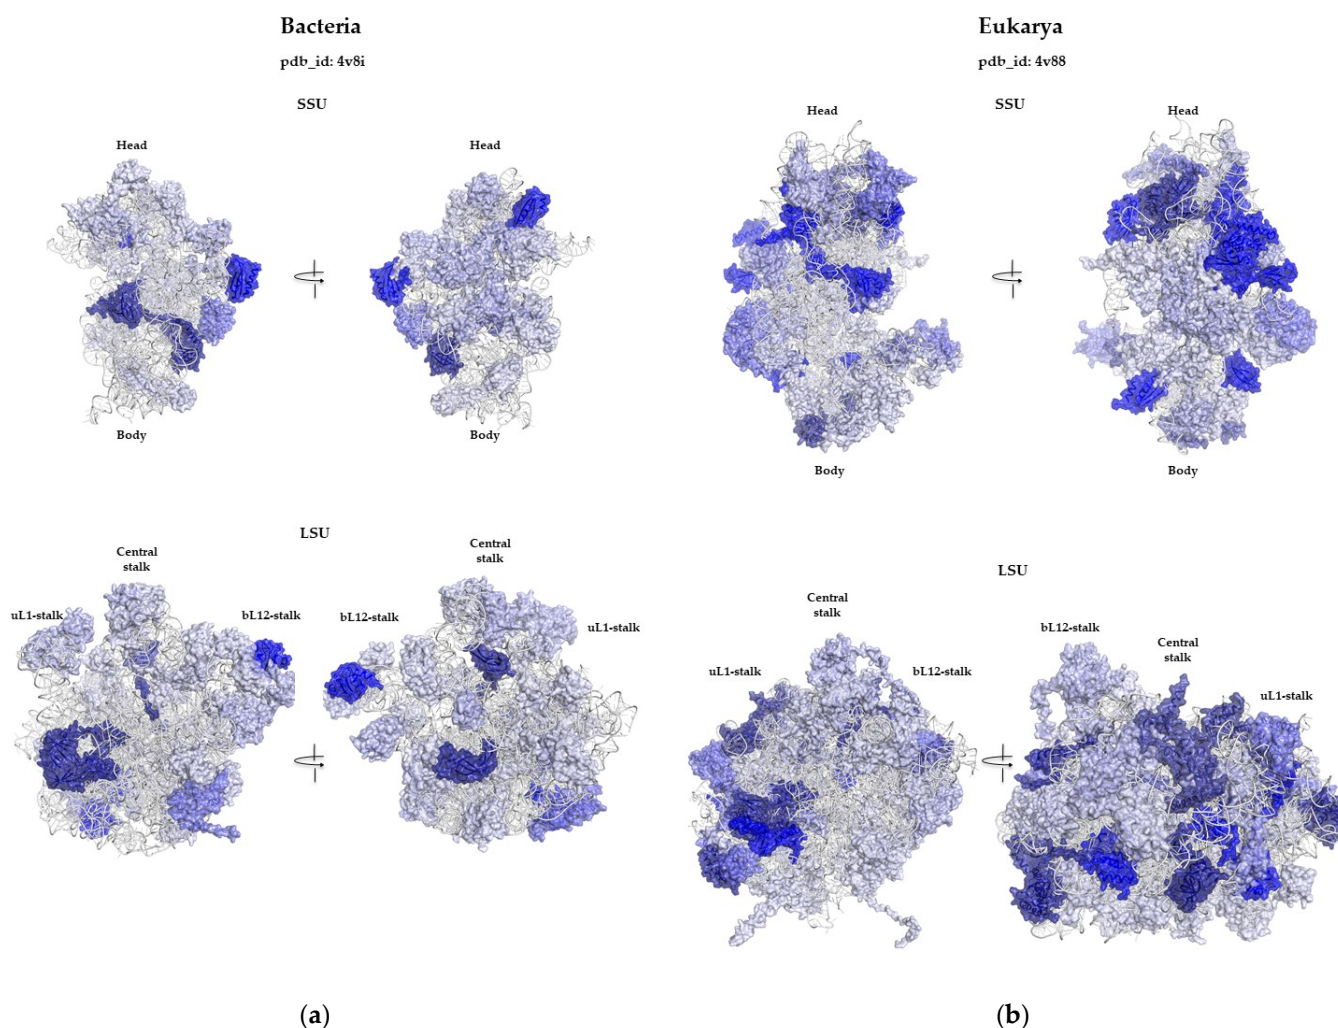 Bacteria
pdb_id: 4v8i
SSU
Head
Head
Body
Body
LSU
Central
stalk
uL1-stalk
bL12-stalk
Central
stalk
bL12-stalk
uL1-stalk
(a)
Eukarya
pdb_id: 4v88
SSU
Head
Head
Body
Body
LSU
Central
stalk
uL1-stalk
bL12-stalk
bL12-stalk
Central
stalk
uL1-stalk
(b)